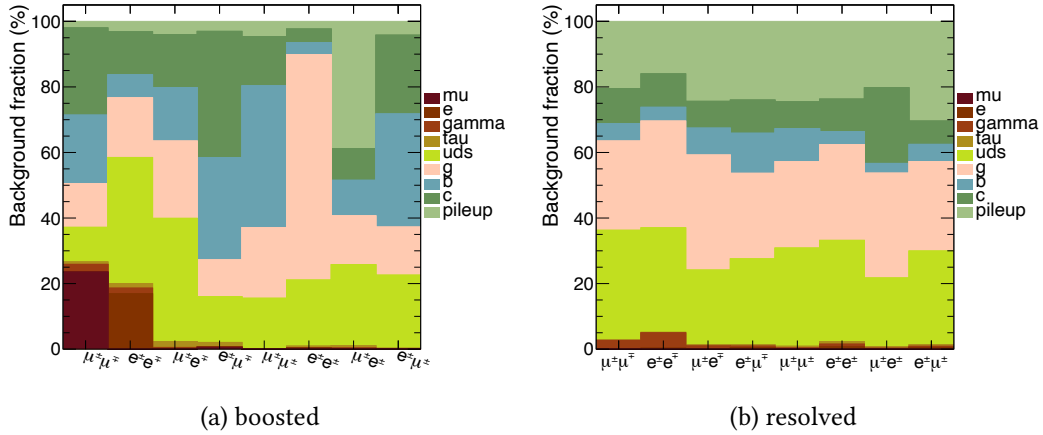 Background fraction (%)
100
80
60
40
20
0
μ±μ∓
e±e∓
μ±e∓
e±μ∓
μ±μ±
e±e±
μ±e±
e±μ±
mu
e
gamma
tau
uds
g
b
c
pileup
(a) boosted
Background fraction (%)
100
80
60
40
20
0
μ±μ∓
e±e∓
μ±e∓
e±μ∓
μ±μ±
e±e±
μ±e±
e±μ±
mu
e
gamma
tau
uds
g
b
c
pileup
(b) resolved